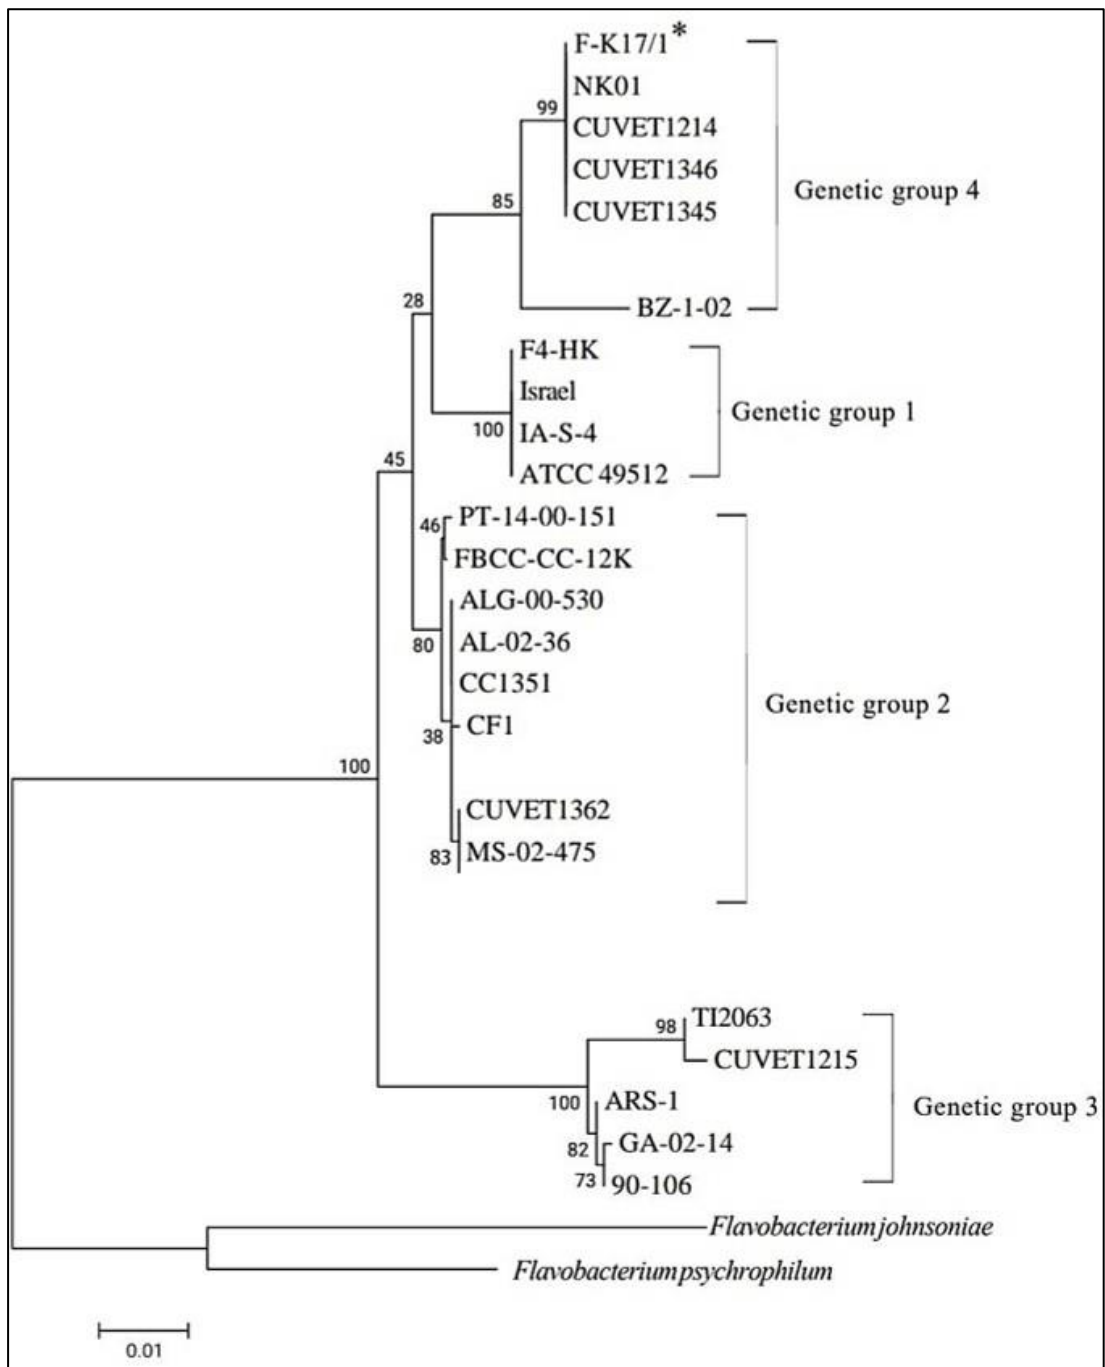 F-K17/1*
NK01
99
CUVET1214
CUVET1346
Genetic group 4
85
CUVET1345
28
BZ-1-02
F4-HK
Israel
Genetic group 1
100
IA-S-4
45
ATCC 49512
46
PT-14-00-151
FBCC-CC-12K
ALG-00-530
80
AL-02-36
CC1351
Genetic group 2
38
CF1
100
CUVET1362
83
MS-02-475
98
TI2063
CUVET1215
100
ARS-1
Genetic group 3
82
GA-02-14
73
90-106
Flavobacterium johnsoniae
Flavobacterium psychrophilum
0.01